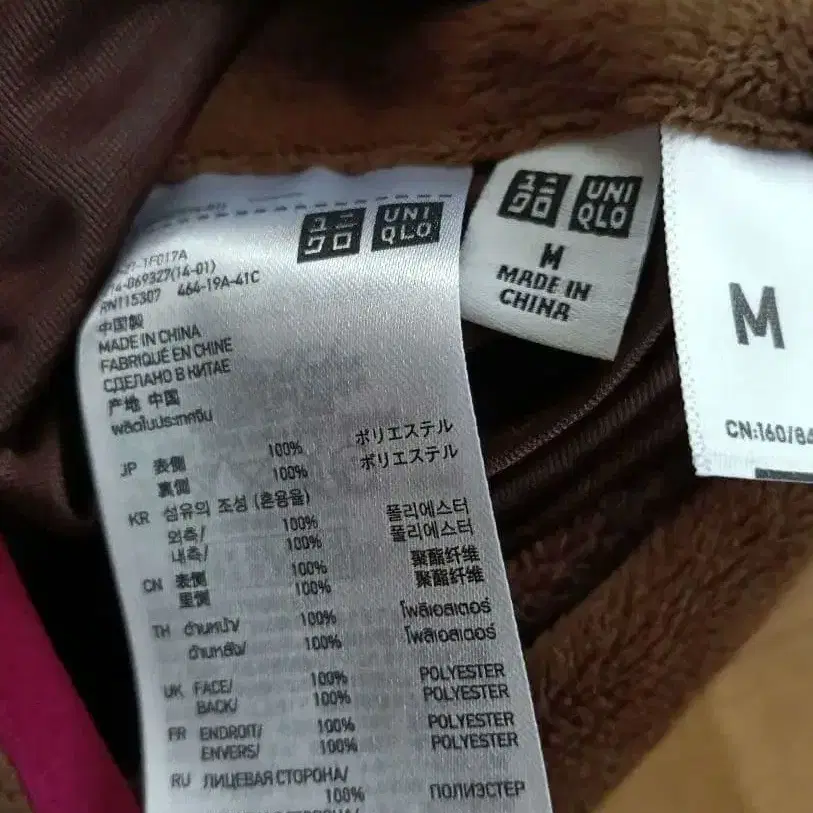 ユニクロ
UNIQLO
069327(14-01)
RN115307 464-19A-41C
中国製
MADE IN CHINA
FABRIQUÉ EN CHINE
СДЕЛАНО В КИТАЕ
产地 中国
ผลิตในประเทศจีน
JP 表側 100% ポリエステル
裏側 100% ポリエステル
KR 섬유의 조성 (혼용율)
외측/ 100% 폴리에스터
내측/ 100% 폴리에스터
CN 表侧 100% 聚酯纤维
里侧 100% 聚酯纤维
TH ด้านหน้า/ 100% โพลีเอสเตอร์
ด้านหลัง/ 100% โพลีเอสเตอร์
UK FACE/ 100% POLYESTER
BACK/ 100% POLYESTER
FR ENDROIT/ 100% POLYESTER
ENVERS/ 100% POLYESTER
RU ЛИЦЕВАЯ СТОРОНА/
100% ПОЛИЭСТЕР
ユニクロ
UNIQLO
M
MADE IN
CHINA
M
CN:160/84